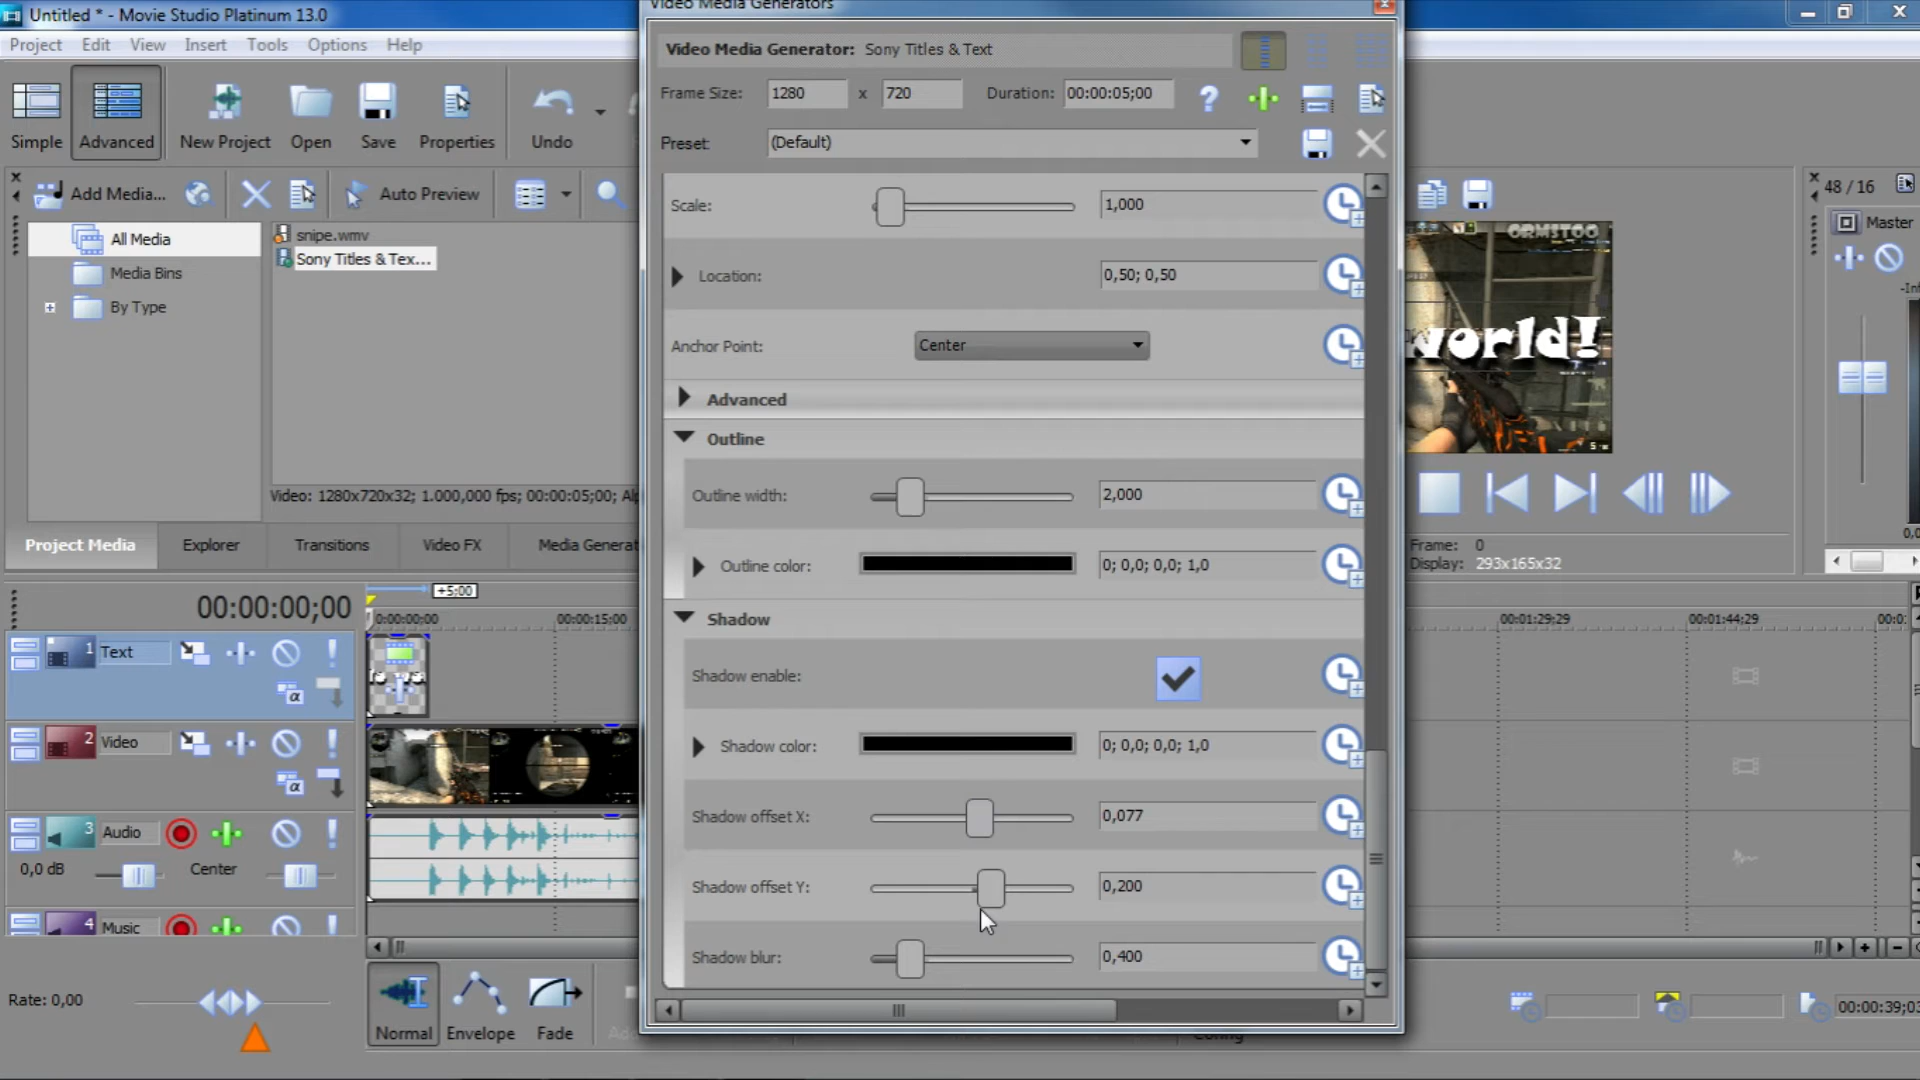 Untitled * - Movie Studio Platinum 13.0
Project Edit View Insert Tools Options Help
Simple Advanced New Project Open Save Properties Undo
Add Media... Auto Preview
All Media
Media Bins
By Type
snipe.wmv
Sony Titles & Tex...
Video: 1280x720x32; 1.000,000 fps; 00:00:05;00;
Project Media Explorer Transitions Video FX
Video Media Generators
Video Media Generator: Sony Titles & Text
Frame Size: 1280 x 720 Duration: 00:00:05;00
Preset: (Default)
Scale: 1,000
Location: 0,50; 0,50
Anchor Point: Center
Advanced
Outline
Outline width: 2,000
Outline color: 0; 0,0; 0,0; 1,0
Shadow
Shadow enable:
Shadow color: 0; 0,0; 0,0; 1,0
Shadow offset X: 0,077
Shadow offset Y: 0,200
Shadow blur: 0,400
48 / 16
Master
ORMSTOO
world!
Frame: 0
Display: 293x165x32
00:00:00;00
+5;00
0:00:00;00 00:00:15;00 00:01:29;29 00:01:44;29
1 Text
2 Video
3 Audio
0,0 dB Center
4 Music
Rate: 0,00
Normal Envelope Fade